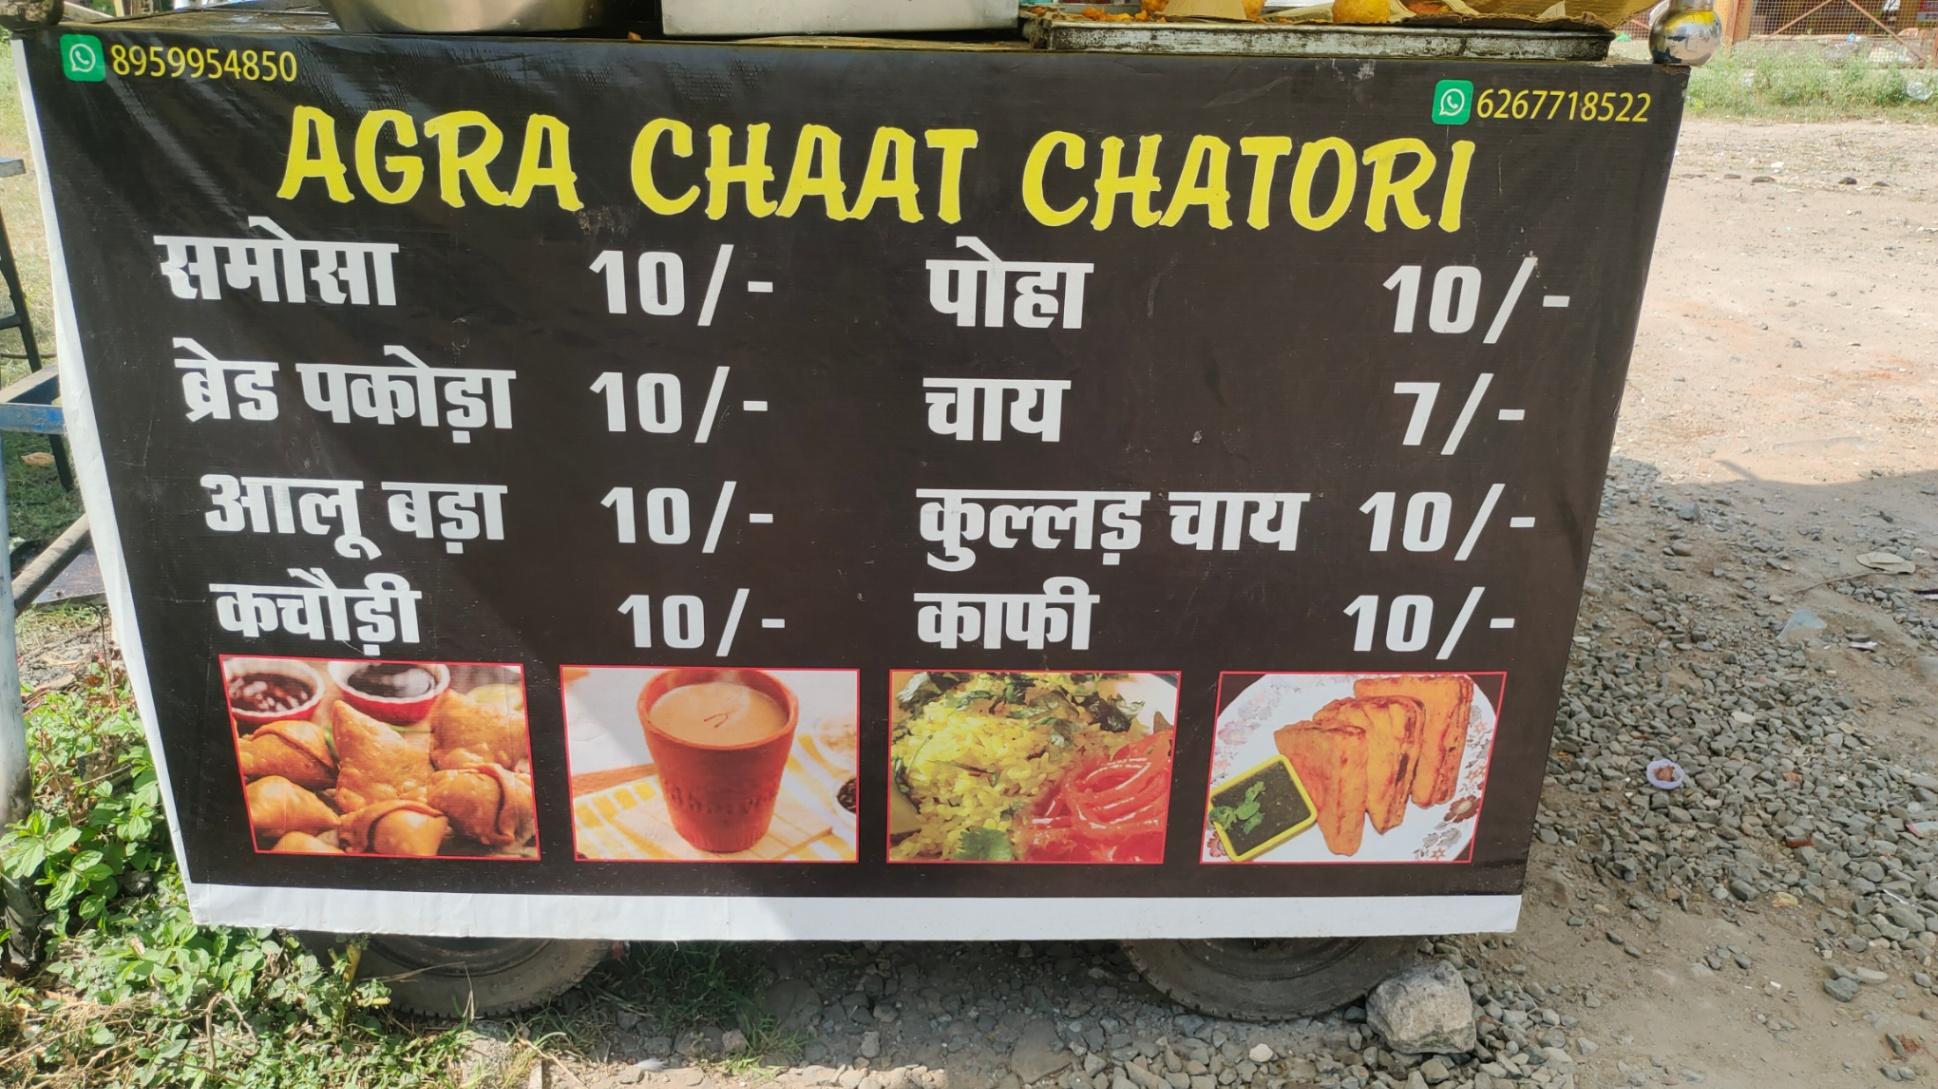 8959954850
6267718522
AGRA CHAAT CHATORI
समोसा 10/- पोहा 10/-
ब्रेड पकोड़ा 10/- चाय 7/-
आलू बड़ा 10/- कुल्लड़ चाय 10/-
कचौड़ी 10/- काफी 10/-